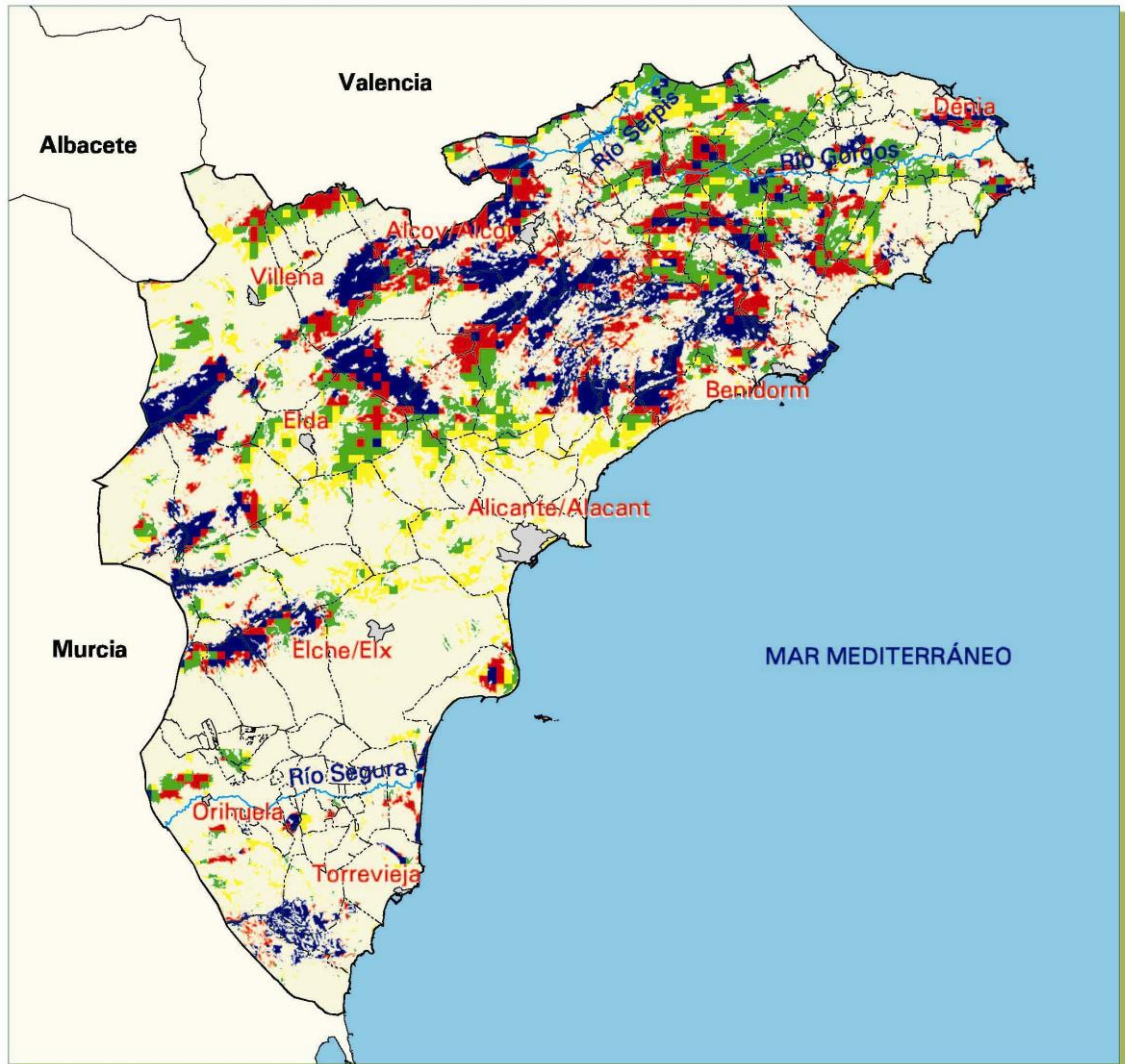 Valencia
Albacete
Río Serpis
Dénia
Río Gorgos
Alcoy/Alcoi
Villena
Benidorm
Elda
Alicante/Alacant
Murcia
Elche/Elx
MAR MEDITERRÁNEO
Río Segura
Orihuela
Torrevieja